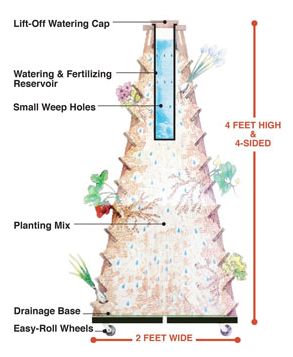 Lift-Off Watering Cap
Watering & Fertilizing
Reservoir
Small Weep Holes
4 FEET HIGH
&
4-SIDED
Planting Mix
Drainage Base
Easy-Roll Wheels
2 FEET WIDE